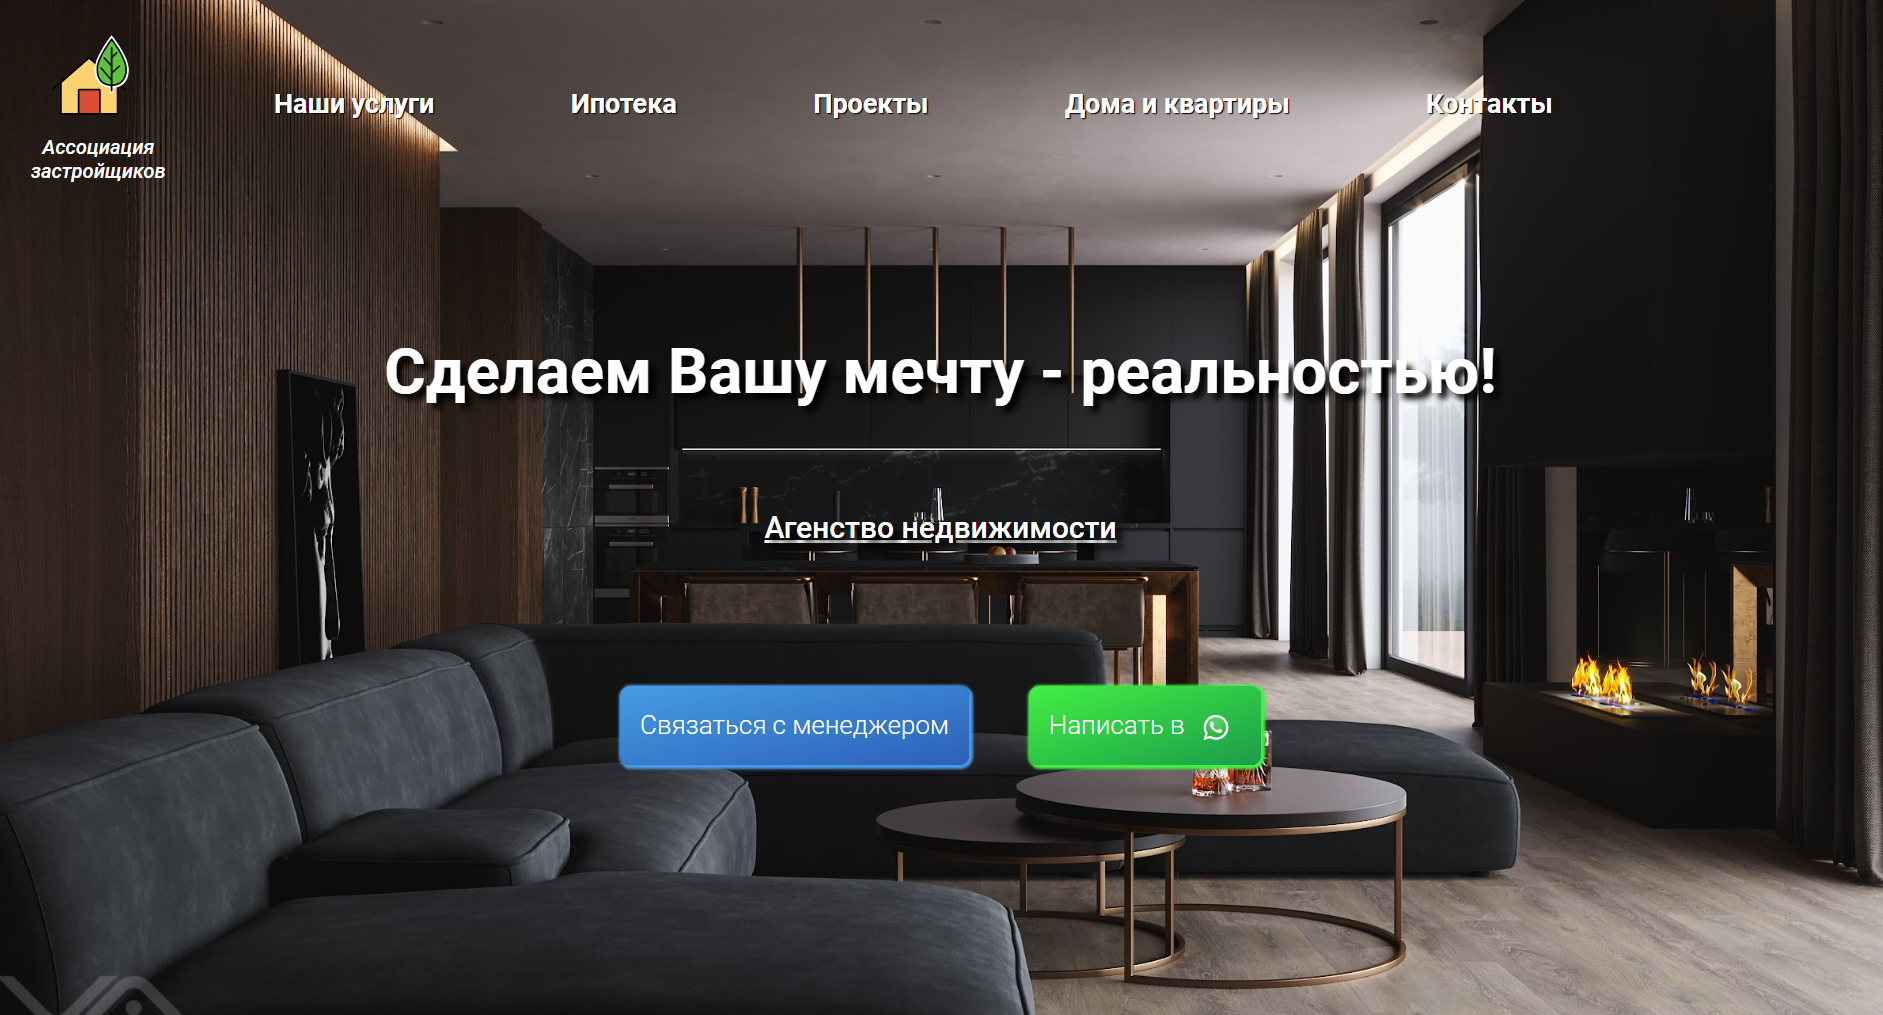 Ассоциация
застройщиков
Наши услуги
Ипотека
Проекты
Дома и квартиры
Контакты
Сделаем Вашу мечту - реальностью!
Агенство недвижимости
Связаться с менеджером
Написать в